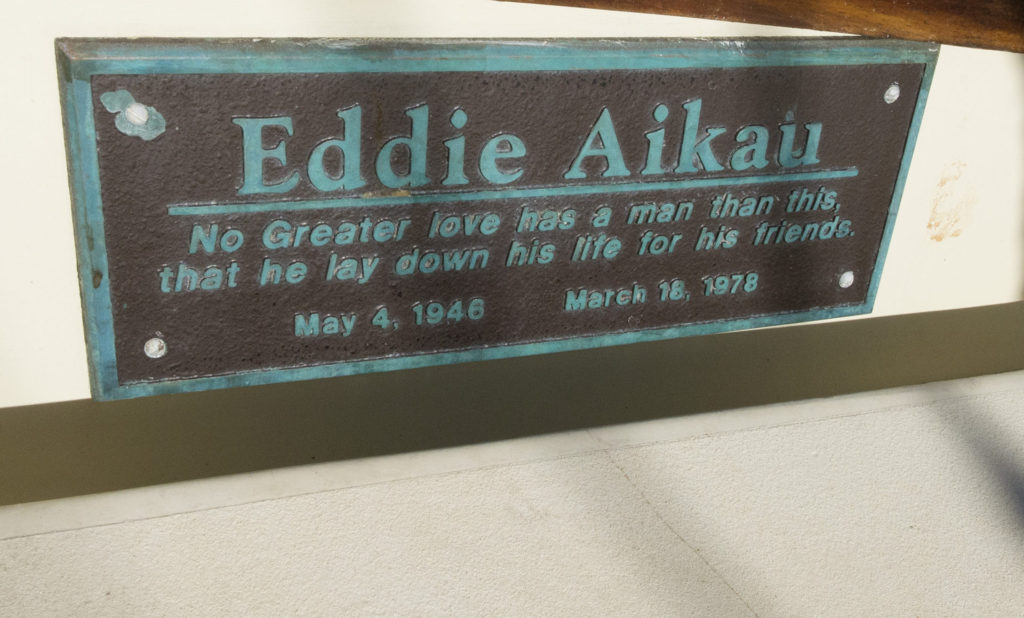 Eddie Aikau
No Greater love has a man than this,
that he lay down his life for his friends.
May 4, 1946 March 18, 1978